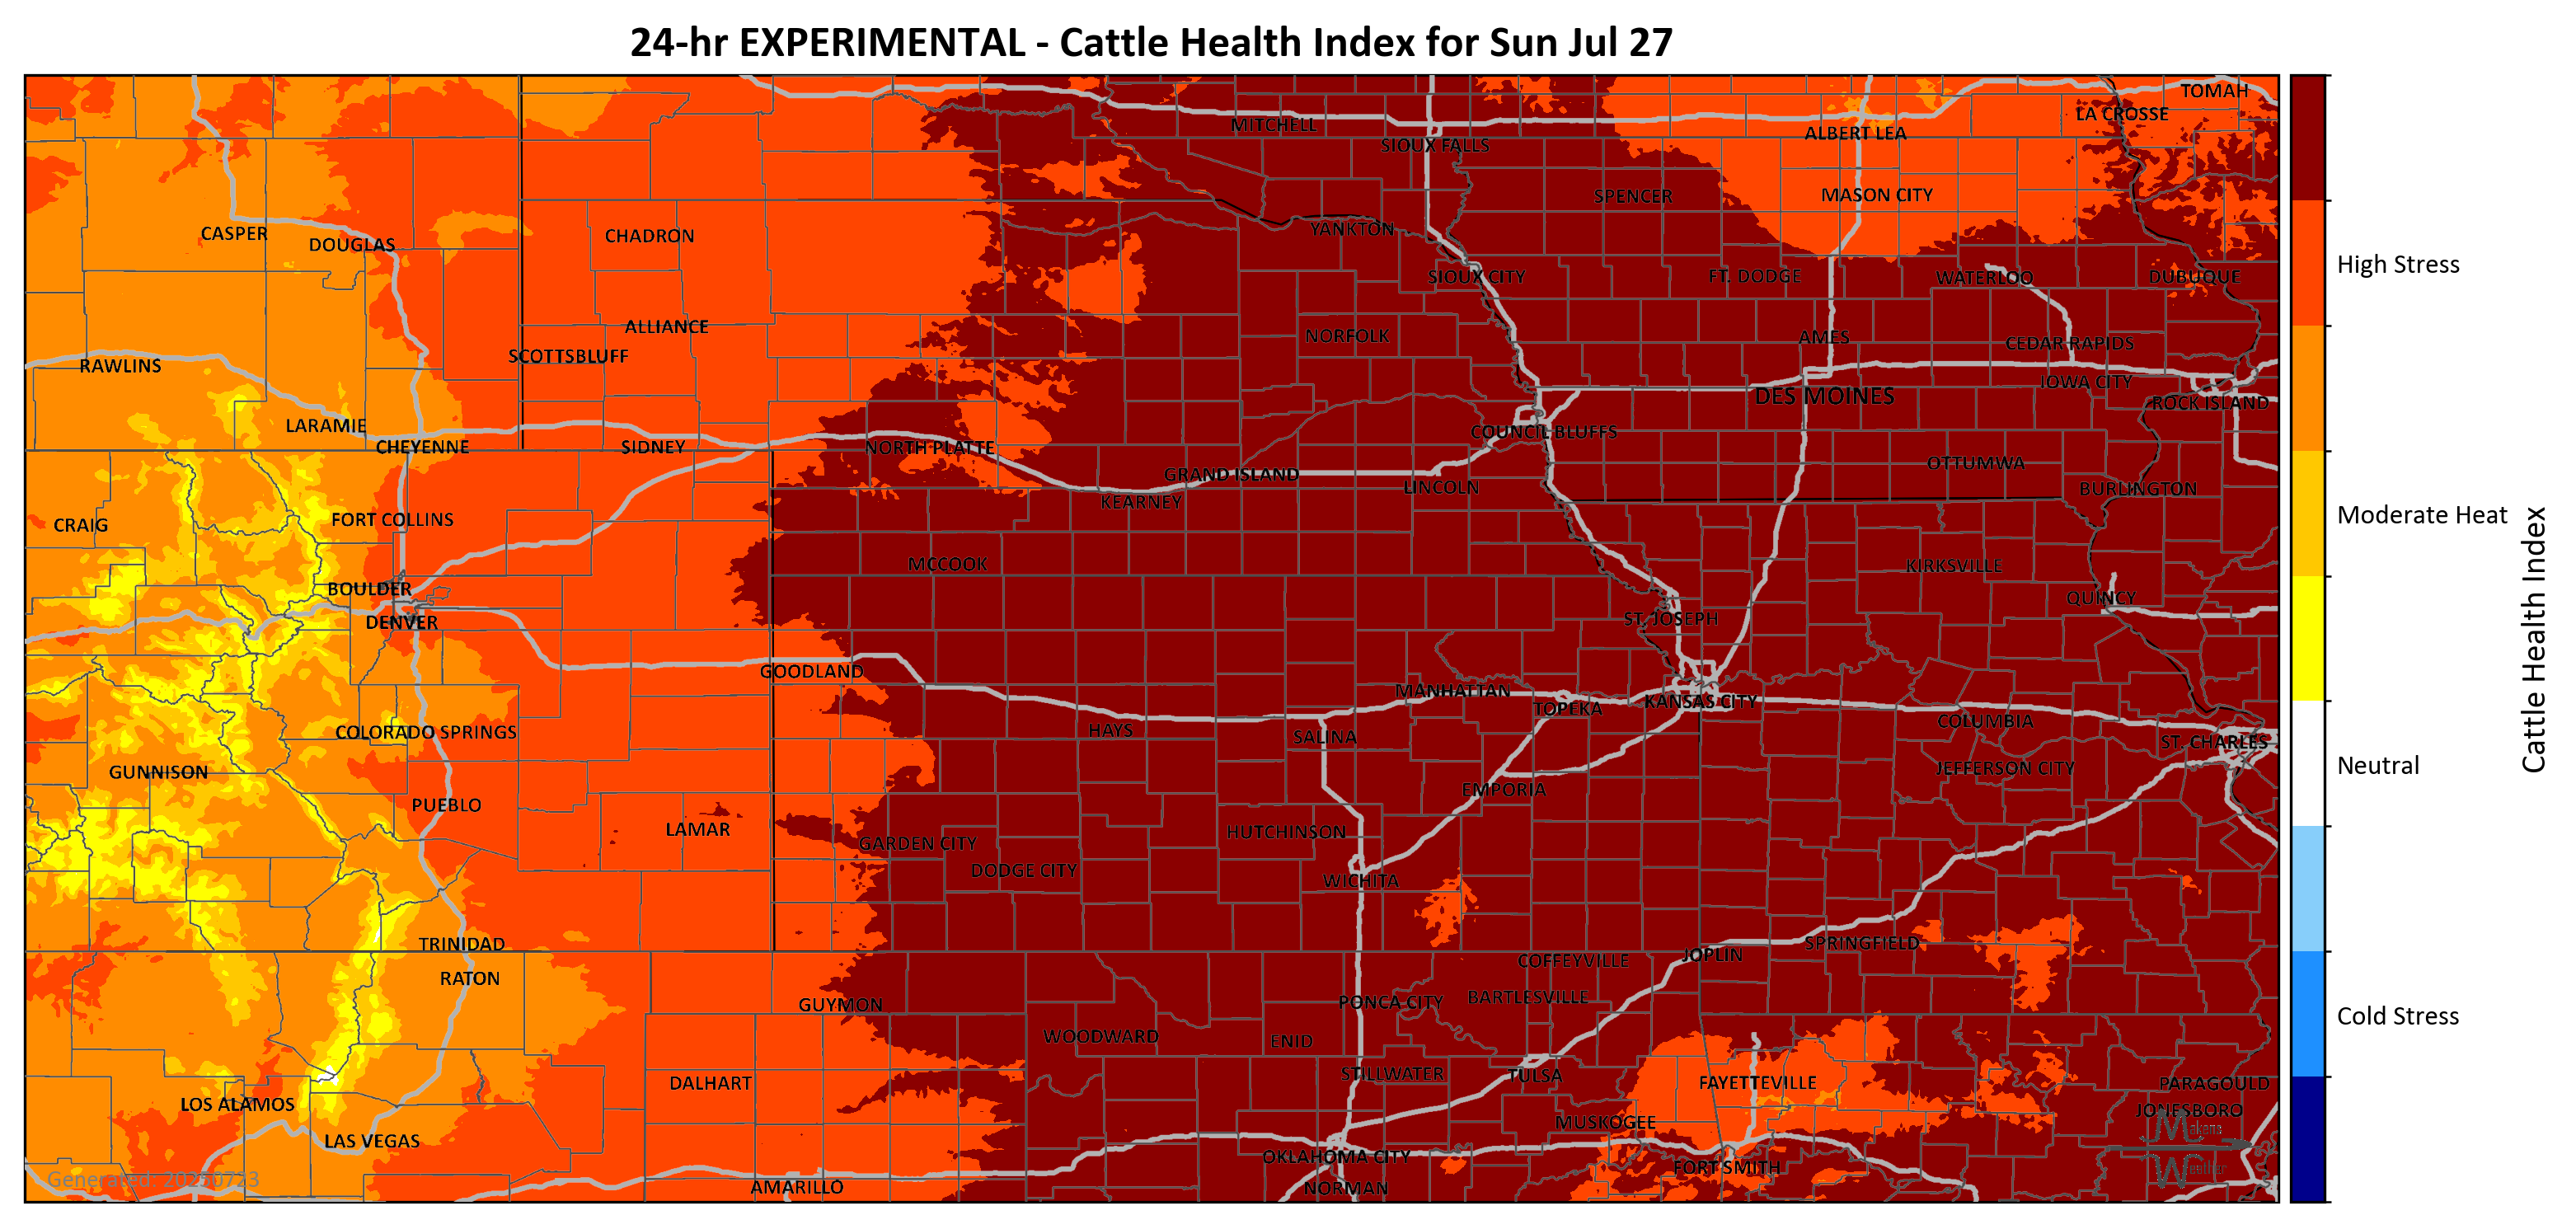 24-hr EXPERIMENTAL - Cattle Health Index for Sun Jul 27
TOMAH
LA CROSSE
MITCHELL
ALBERT LEA
SIOUX FALLS
SPENCER
MASON CITY
CASPER
DOUGLAS
CHADRON
YANKTON
SIOUX CITY
FT. DODGE
WATERLOO
DUBUQUE
High Stress
ALLIANCE
NORFOLK
AMES
CEDAR RAPIDS
SCOTTSBLUFF
RAWLINS
IOWA CITY
DES MOINES
ROCK ISLAND
LARAMIE
COUNCIL BLUFFS
CHEYENNE
SIDNEY
NORTH PLATTE
OTTUMWA
GRAND ISLAND
LINCOLN
BURLINGTON
KEARNEY
Moderate Heat
CRAIG
FORT COLLINS
MCCOOK
KIRKSVILLE
BOULDER
QUINCY
DENVER
ST. JOSEPH
Cattle Health Index
GOODLAND
MANHATTAN
TOPEKA
KANSAS CITY
COLUMBIA
COLORADO SPRINGS
HAYS
SALINA
ST. CHARLES
GUNNISON
JEFFERSON CITY
Neutral
EMPORIA
PUEBLO
LAMAR
GARDEN CITY
HUTCHINSON
DODGE CITY
WICHITA
TRINIDAD
SPRINGFIELD
JOPLIN
COFFEYVILLE
RATON
GUYMON
PONCA CITY
BARTLESVILLE
Cold Stress
WOODWARD
ENID
STILLWATER
TULSA
DALHART
FAYETTEVILLE
PARAGOULD
LOS ALAMOS
JONESBORO
MUSKOGEE
Makens
LAS VEGAS
OKLAHOMA CITY
FORT SMITH
Weather
Generated: 20250723
AMARILLO
NORMAN